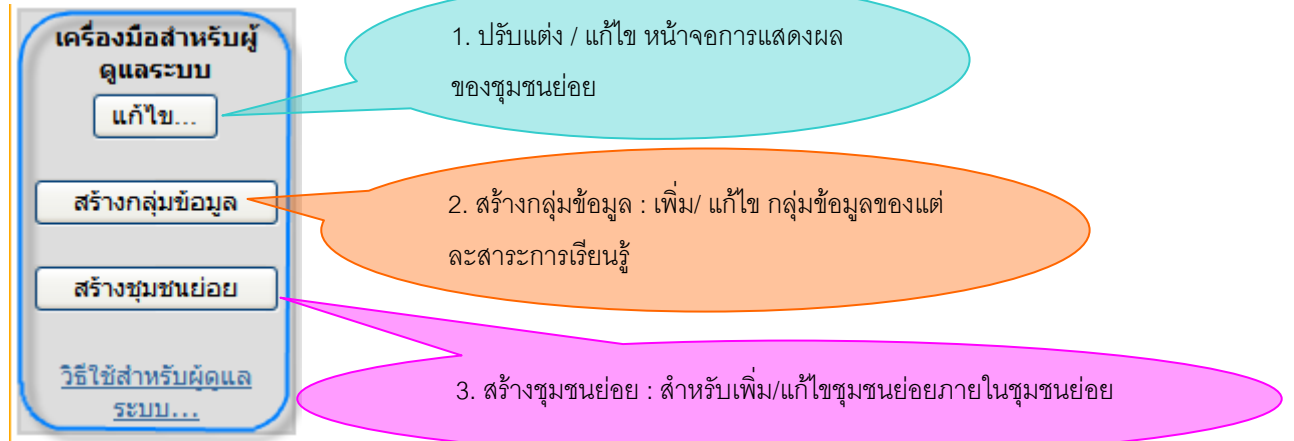 เครื่องมือสำหรับผู้
ดูแลระบบ
แก้ไข...
สร้างกลุ่มข้อมูล
สร้างชุมชนย่อย
วิธีใช้สำหรับผู้ดูแล
ระบบ...
1. ปรับแต่ง / แก้ไข หน้าจอการแสดงผล
ของชุมชนย่อย
2. สร้างกลุ่มข้อมูล : เพิ่ม/ แก้ไข กลุ่มข้อมูลของแต่
ละสาระการเรียนรู้
3. สร้างชุมชนย่อย : สำหรับเพิ่ม/แก้ไขชุมชนย่อยภายในชุมชนย่อย